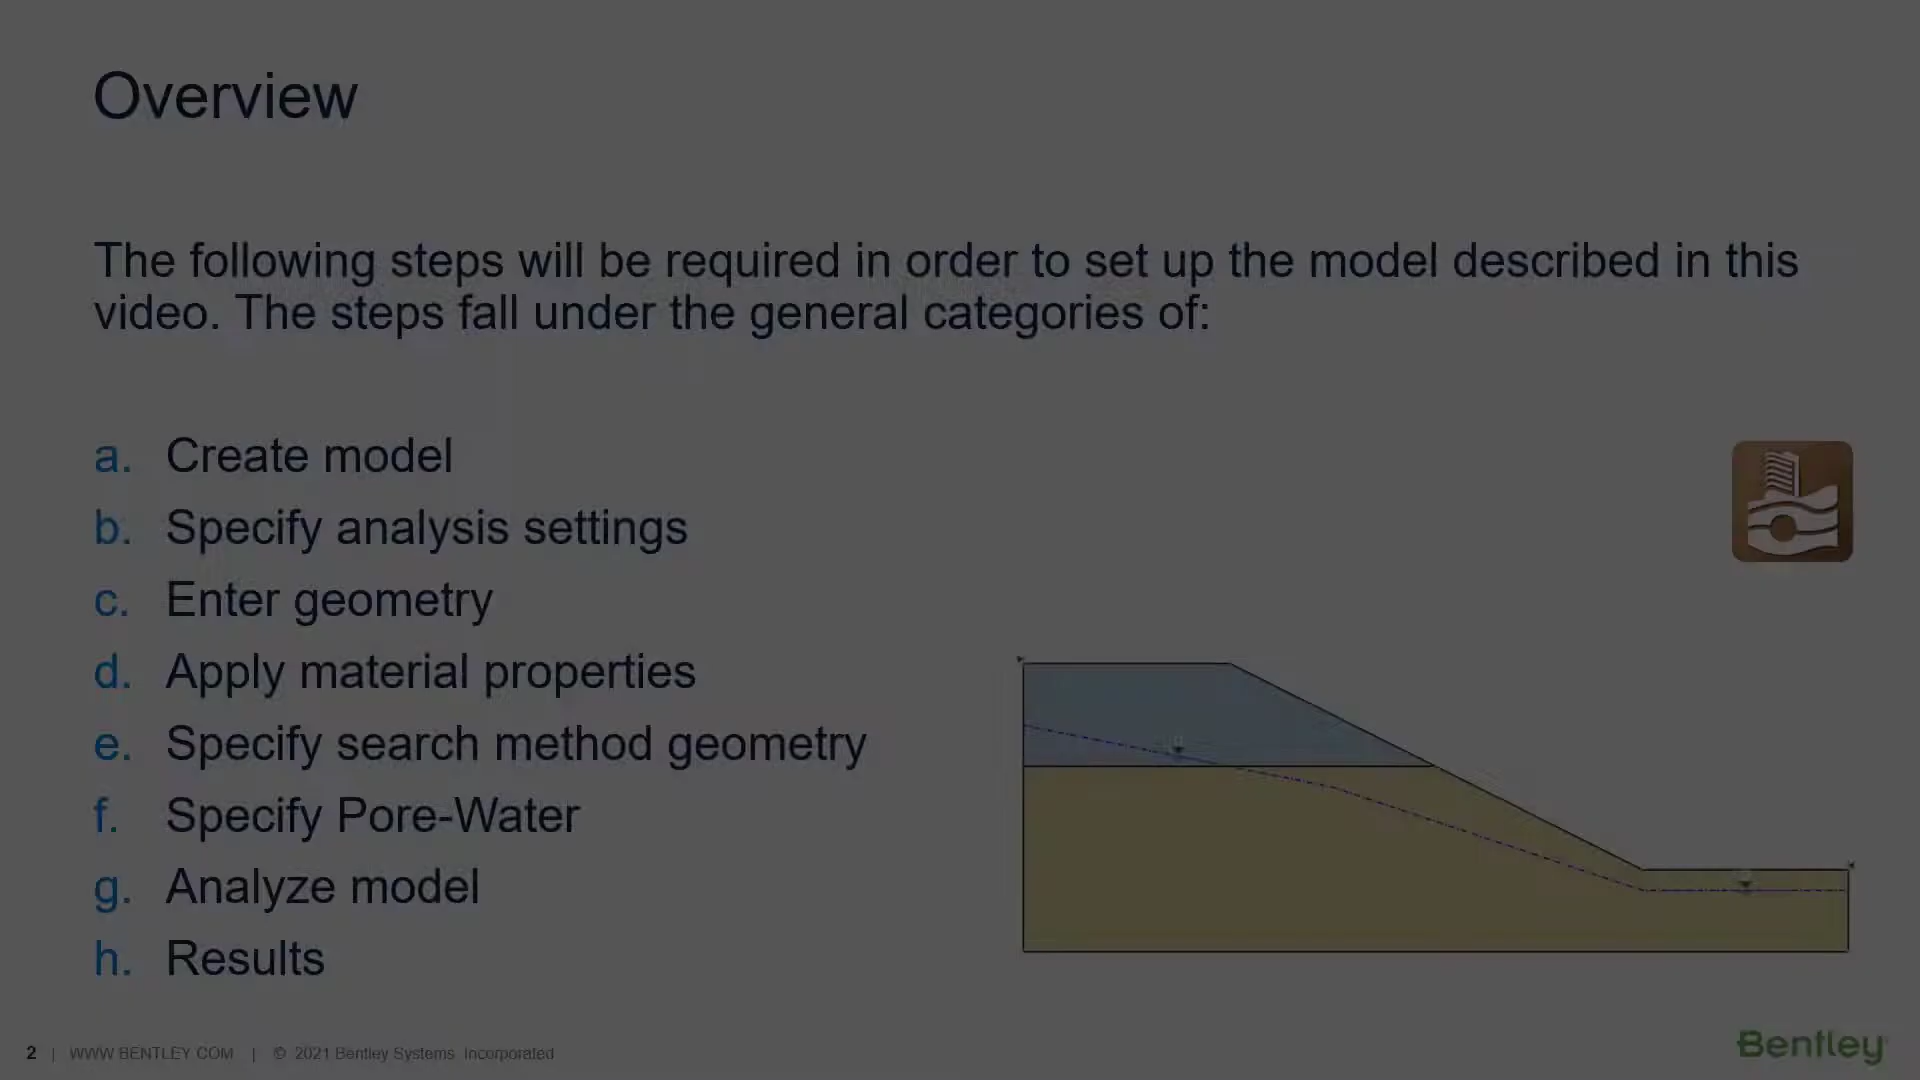 Overview
The following steps will be required in order to set up the model described in this
video. The steps fall under the general categories of:
a. Create model
b. Specify analysis settings
c. Enter geometry
d. Apply material properties
e. Specify search method geometry
f. Specify Pore-Water
g. Analyze model
h. Results
2 | WWW.BENTLEY.COM | © 2021 Bentley Systems, Incorporated
Bentley